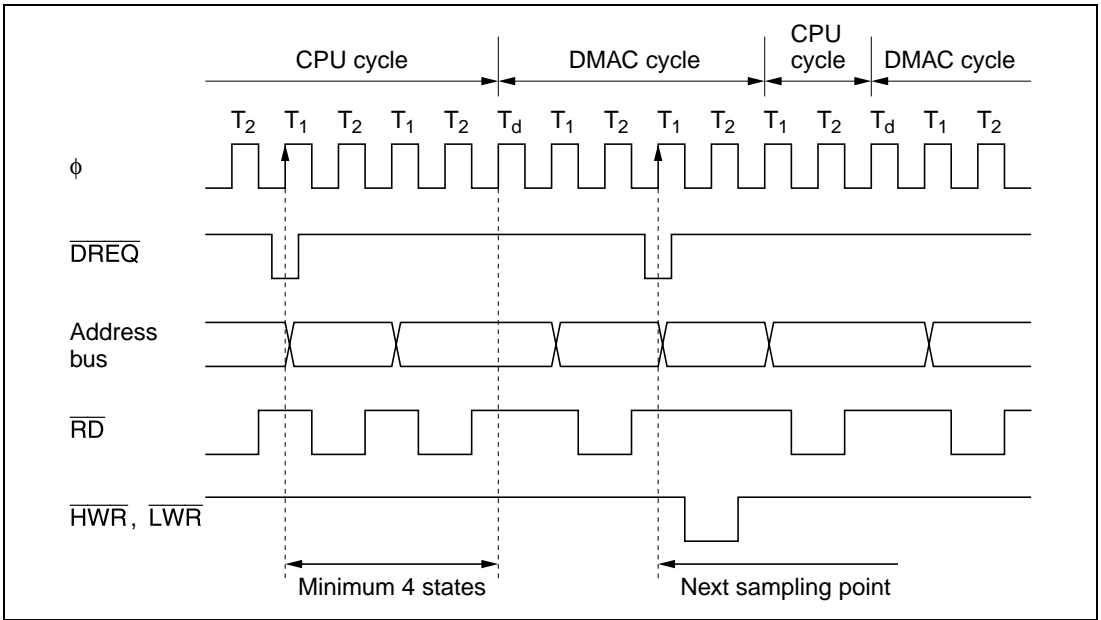 CPU cycle DMAC cycle CPU cycle DMAC cycle
T2 T1 T2 T1 T2 Td T1 T2 T1 T2 T1 T2 Td T1 T2
φ
DREQ
Address
bus
RD
HWR, LWR
Minimum 4 states Next sampling point